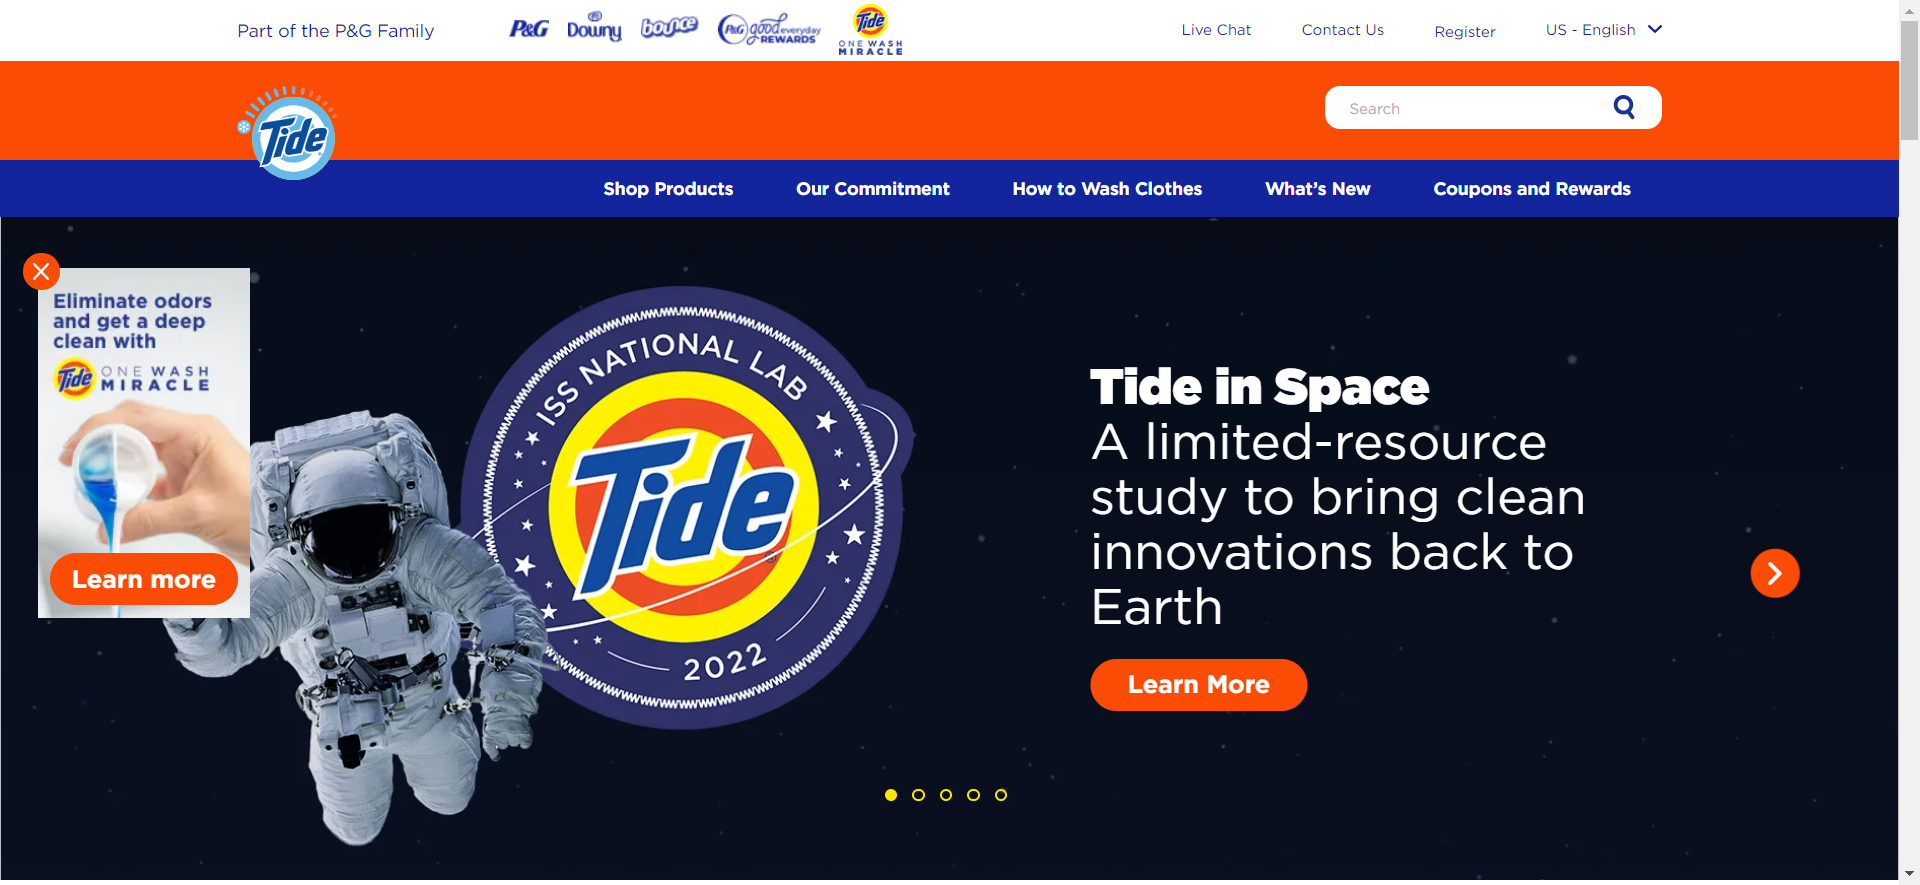 Part of the P&G Family
P&G
Downy
bounce
P&G good everyday
REWARDS
Tide
ONE WASH
MIRACLE
Live Chat
Contact Us
Register
US - English
Tide
Search
Shop Products
Our Commitment
How to Wash Clothes
What's New
Coupons and Rewards
Eliminate odors
and get a deep
clean with
Tide ONE WASH
MIRACLE
Learn more
ISS NATIONAL LAB
Tide
2022
Tide in Space
A limited-resource
study to bring clean
innovations back to
Earth
Learn More